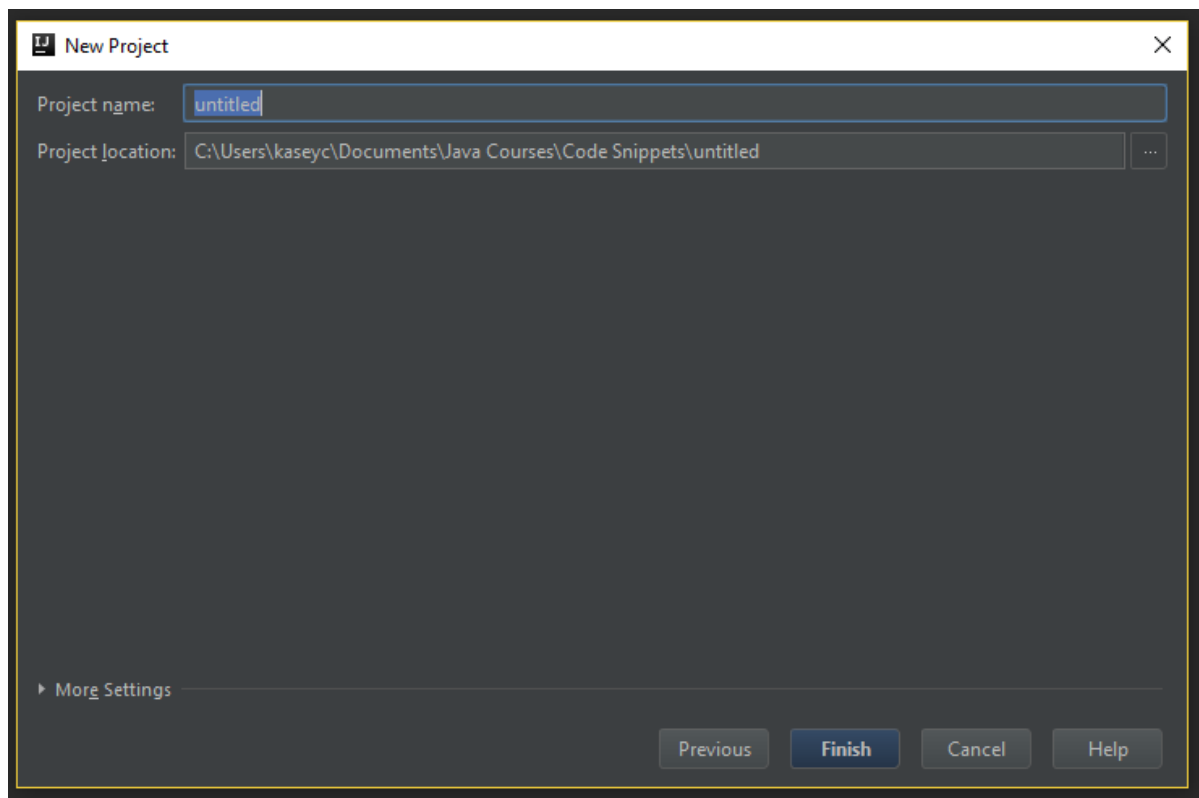 IJ New Project
Project name: untitled
Project location: C:\Users\kaseyc\Documents\Java Courses\Code Snippets\untitled ...
More Settings
Previous Finish Cancel Help